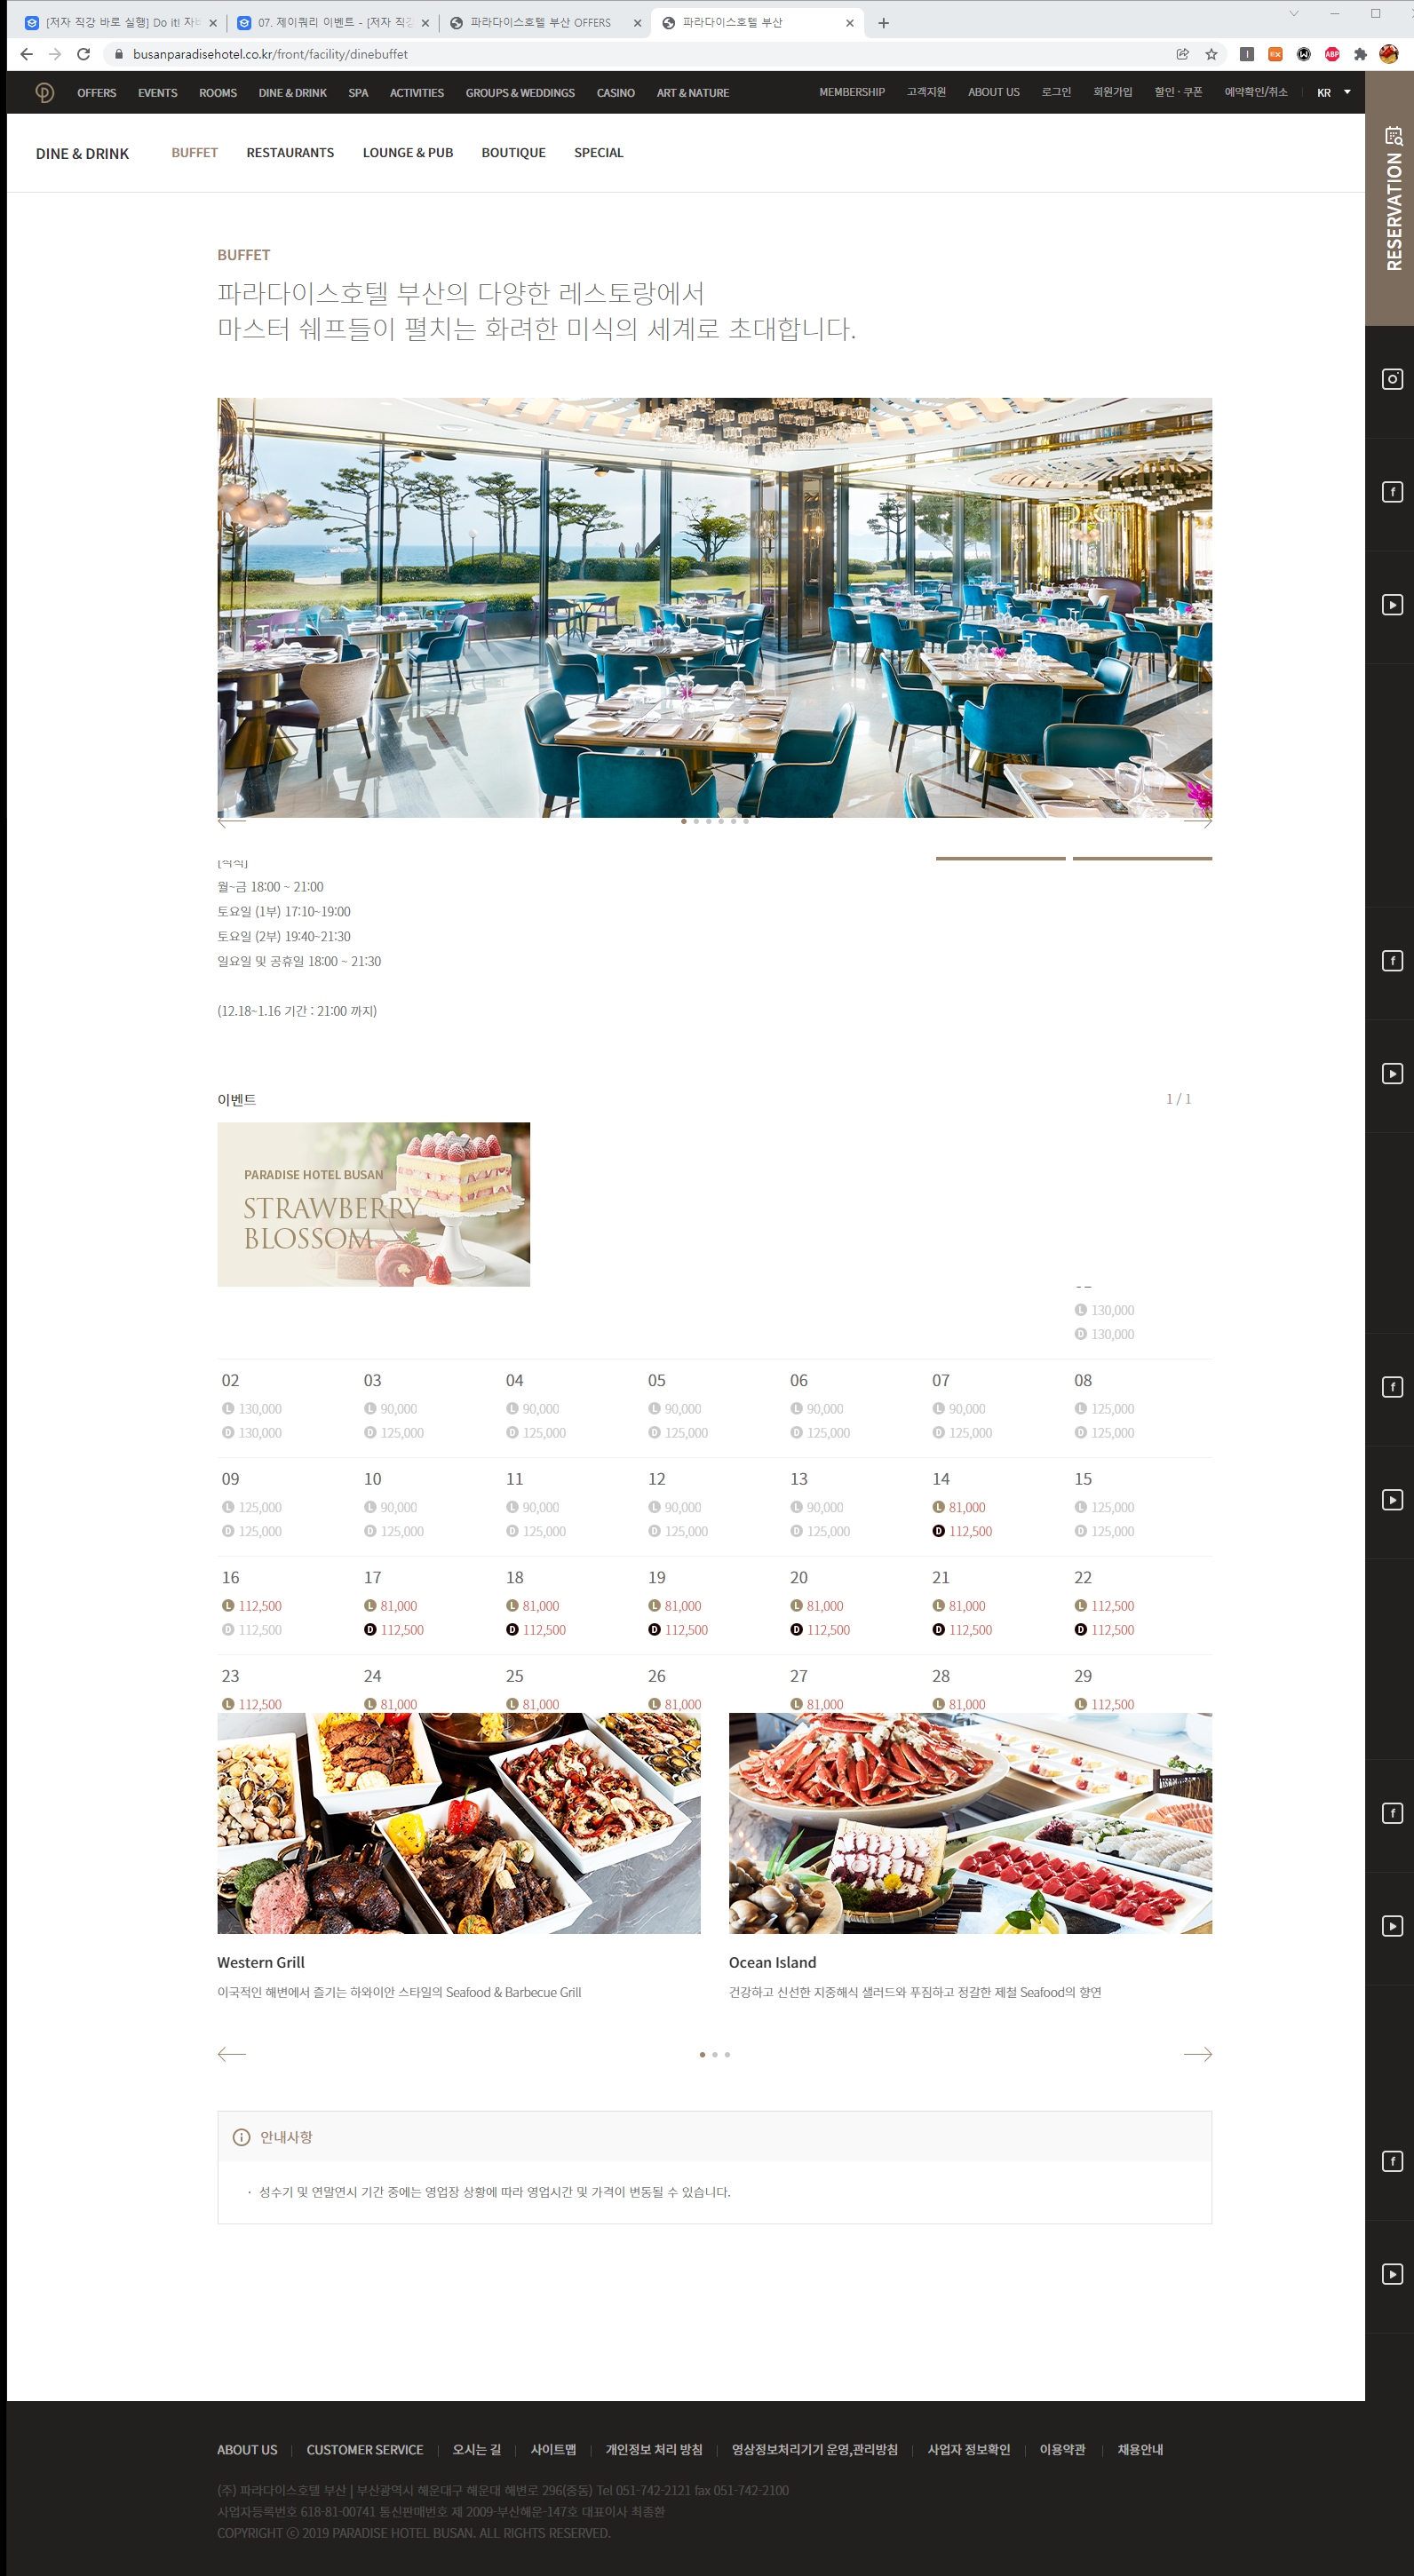 [저자 직강 바로 실행] Do it! 자바
07. 제이쿼리 이벤트 - [저자 직강
파라다이스호텔 부산 OFFERS
파라다이스호텔 부산
busanparadisehotel.co.kr/front/facility/dinebuffet
OFFERS EVENTS ROOMS DINE & DRINK SPA ACTIVITIES GROUPS & WEDDINGS CASINO ART & NATURE MEMBERSHIP 고객지원 ABOUT US 로그인 회원가입 할인 · 쿠폰 예약확인/취소 KR
DINE & DRINK BUFFET RESTAURANTS LOUNGE & PUB BOUTIQUE SPECIAL
RESERVATION
BUFFET
파라다이스호텔 부산의 다양한 레스토랑에서
마스터 쉐프들이 펼치는 화려한 미식의 세계로 초대합니다.
월~금 18:00 ~ 21:00
토요일 (1부) 17:10~19:00
토요일 (2부) 19:40~21:30
일요일 및 공휴일 18:00 ~ 21:30
(12.18~1.16 기간 : 21:00 까지)
이벤트 1 / 1
PARADISE HOTEL BUSAN
STRAWBERRY
BLOSSOM
L 130,000
D 130,000
02 03 04 05 06 07 08
L 130,000 L 90,000 L 90,000 L 90,000 L 90,000 L 90,000 L 125,000
D 130,000 D 125,000 D 125,000 D 125,000 D 125,000 D 125,000 D 125,000
09 10 11 12 13 14 15
L 125,000 L 90,000 L 90,000 L 90,000 L 90,000 L 81,000 L 125,000
D 125,000 D 125,000 D 125,000 D 125,000 D 125,000 D 112,500 D 125,000
16 17 18 19 20 21 22
L 112,500 L 81,000 L 81,000 L 81,000 L 81,000 L 81,000 L 112,500
D 112,500 D 112,500 D 112,500 D 112,500 D 112,500 D 112,500 D 112,500
23 24 25 26 27 28 29
L 112,500 L 81,000 L 81,000 L 81,000 L 81,000 L 81,000 L 112,500
Western Grill
이국적인 해변에서 즐기는 하와이안 스타일의 Seafood & Barbecue Grill
Ocean Island
건강하고 신선한 지중해식 샐러드와 푸짐하고 정갈한 제철 Seafood의 향연
안내사항
· 성수기 및 연말연시 기간 중에는 영업장 상황에 따라 영업시간 및 가격이 변동될 수 있습니다.
ABOUT US CUSTOMER SERVICE 오시는 길 사이트맵 개인정보 처리 방침 영상정보처리기기 운영,관리방침 사업자 정보확인 이용약관 채용안내
(주) 파라다이스호텔 부산 | 부산광역시 해운대구 해운대 해변로 296(중동) Tel 051-742-2121 fax 051-742-2100
사업자등록번호 618-81-00741 통신판매번호 제 2009-부산해운-147호 대표이사 최종환
COPYRIGHT ⓒ 2019 PARADISE HOTEL BUSAN. ALL RIGHTS RESERVED.